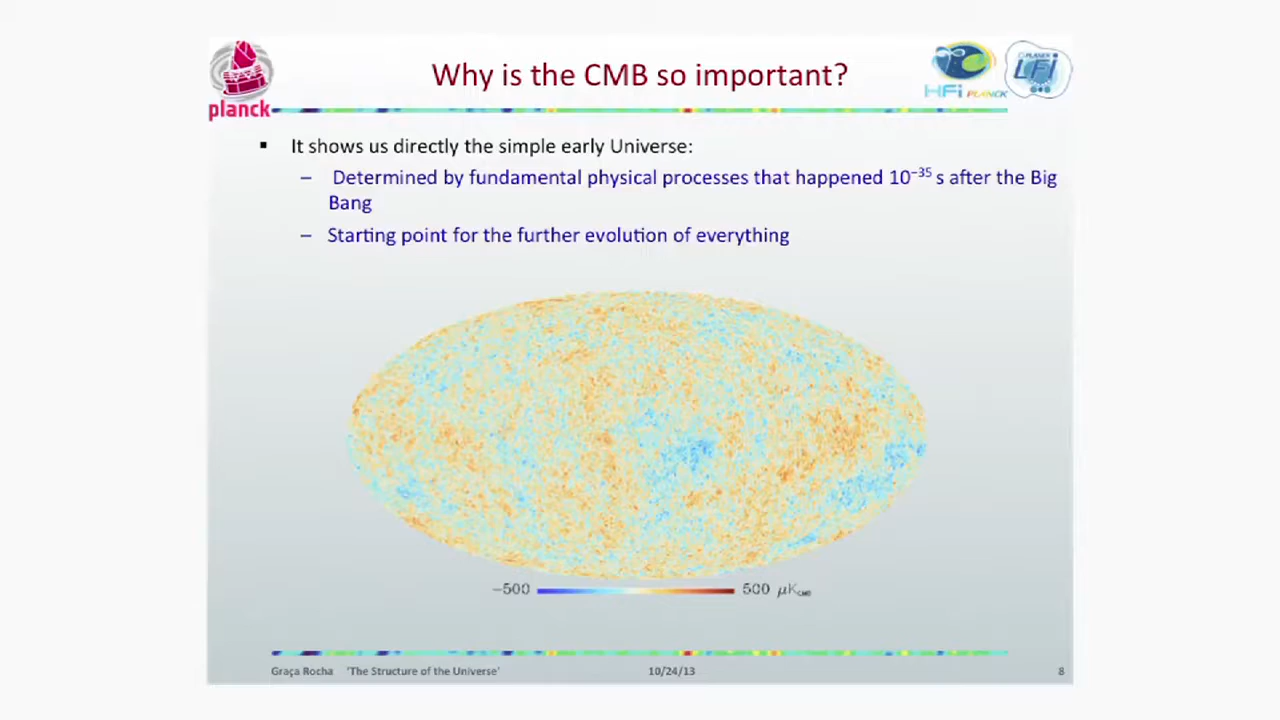 planck
Why is the CMB so important?
HFi PLANCK
PLANCK
LFi
▪ It shows us directly the simple early Universe:
– Determined by fundamental physical processes that happened 10⁻³⁵ s after the Big
Bang
– Starting point for the further evolution of everything
−500 500 μK
Graça Rocha 'The Structure of the Universe' 10/24/13 8